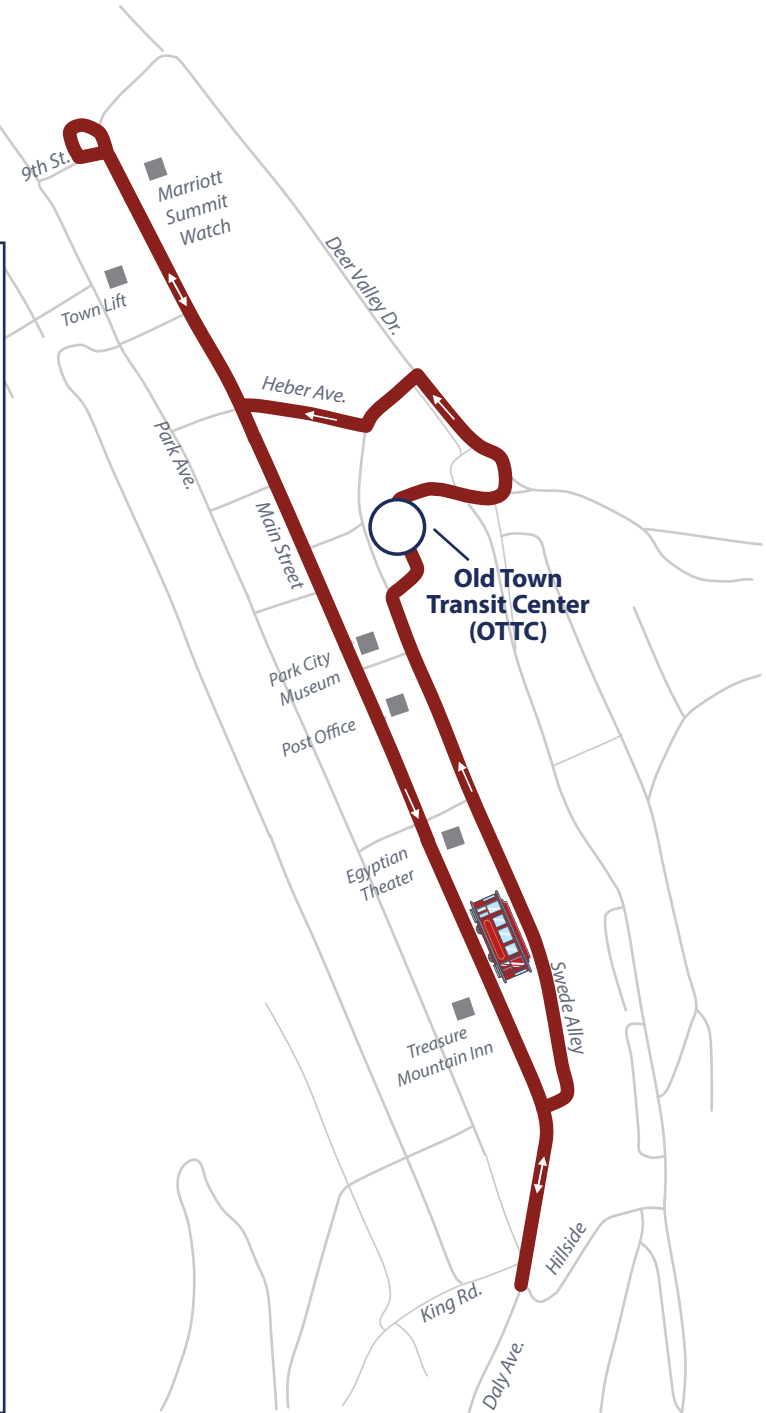 9th St.
Marriott
Summit
Watch
Deer Valley Dr.
Town Lift
Heber Ave.
Park Ave.
Main Street
Old Town
Transit Center
(OTTC)
Park City
Museum
Post Office
Egyptian
Theater
Swede Alley
Treasure
Mountain Inn
Hillside
King Rd.
Daly Ave.